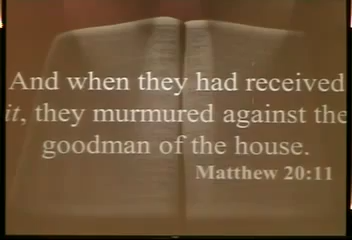 And when they had received
it, they murmured against the
goodman of the house.
Matthew 20:11